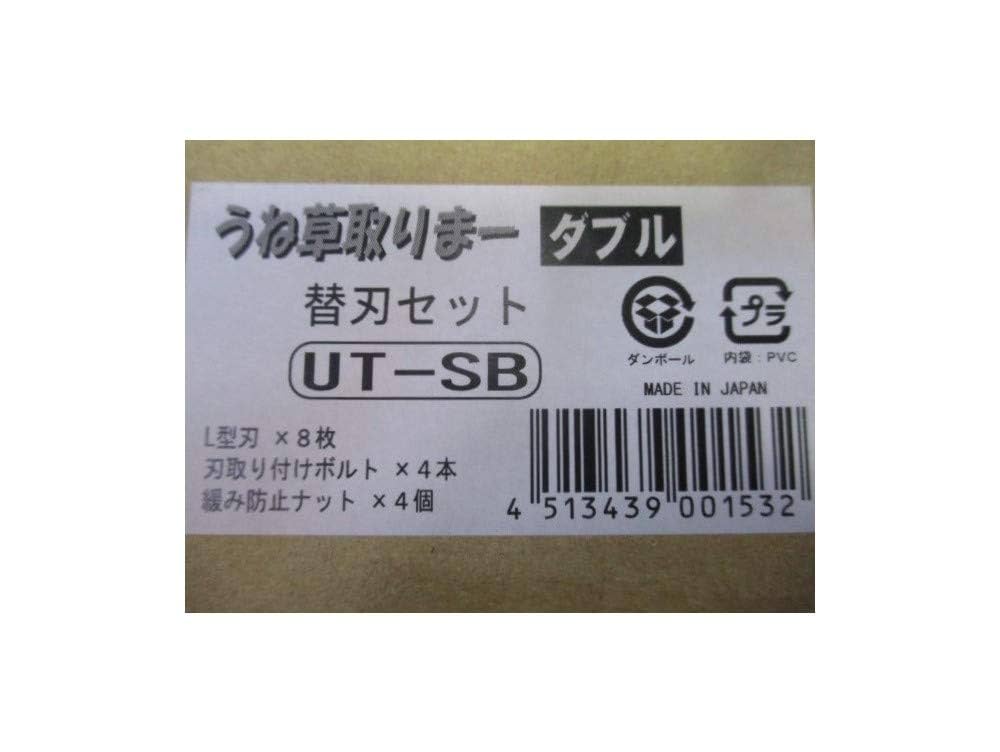 うね草取りまー ダブル
替刃セット
UT-SB
プラ
ダンボール
内袋：PVC
MADE IN JAPAN
L型刃 ×8枚
刃取り付けボルト ×4本
緩み防止ナット ×4個
4 513439 001532